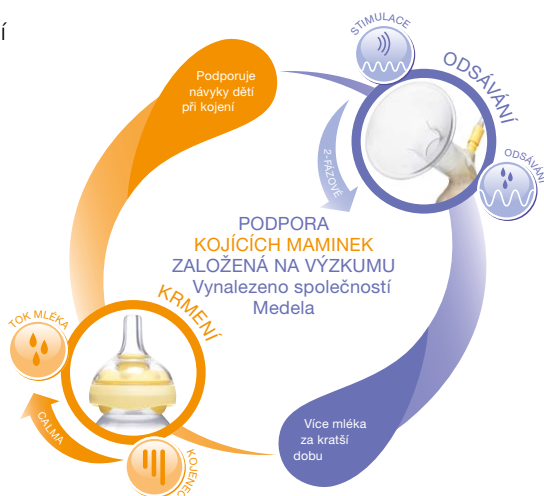 í
STIMULACE
ODSÁVÁNÍ
Podporuje
návyky dětí
při kojení
2-FÁZOVÉ
ODSÁVÁNÍ
PODPORA
KOJÍCÍCH MAMINEK
ZALOŽENÁ NA VÝZKUMU
Vynalezeno společností
Medela
KRMENÍ
TOK MLÉKA
CALMA
KOJENEC
Více mléka
za kratší
dobu